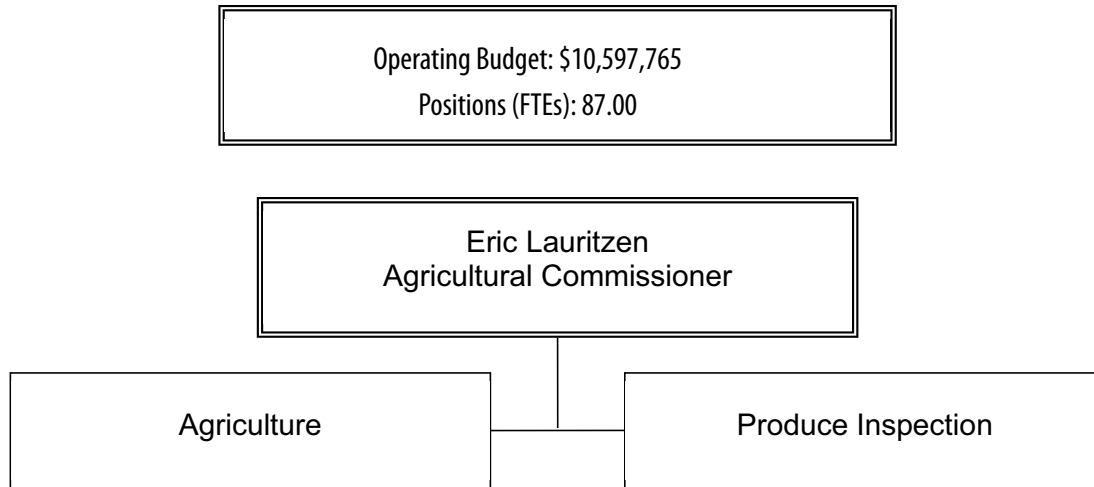 Operating Budget: $10,597,765
Positions (FTEs): 87.00
Eric Lauritzen
Agricultural Commissioner
Agriculture
Produce Inspection